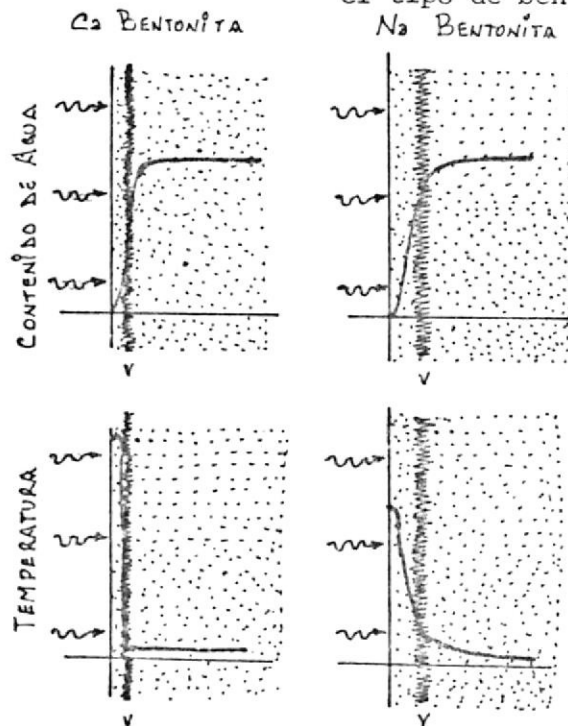 el tipo de ben
Ca BENTONITA
Na BENTONITA
CONTENIDO DE AGUA
V
V
TEMPERATURA
V
V